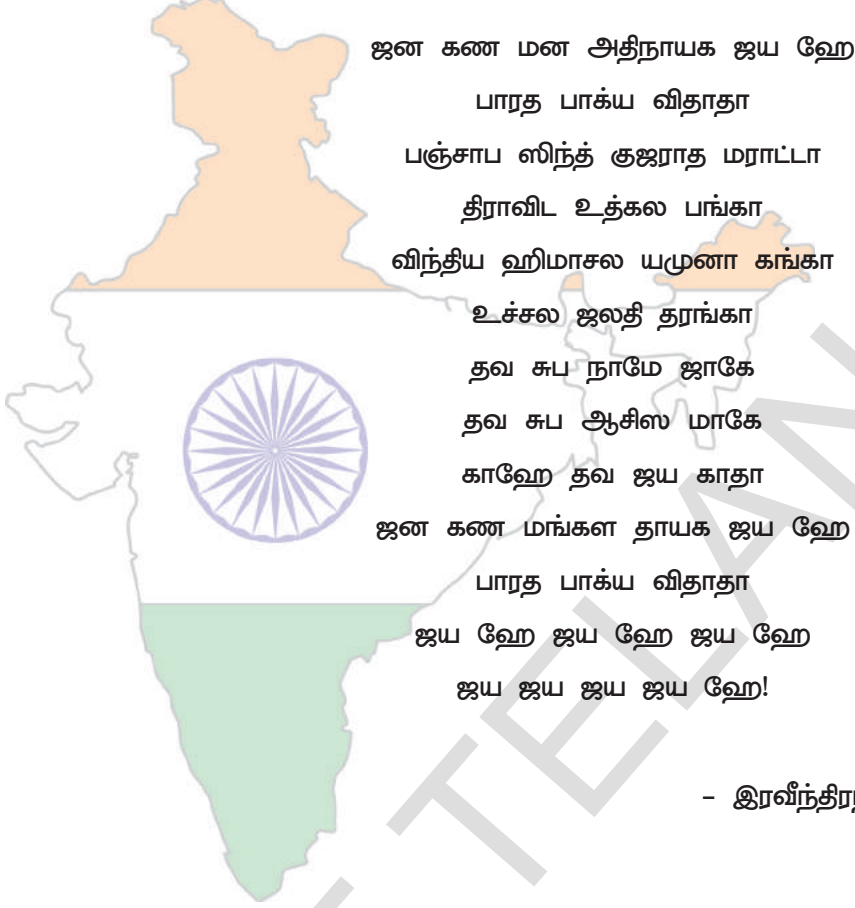 ஜன கண மன அதிநாயக ஜய ஹே
பாரத பாக்ய விதாதா
பஞ்சாப ஸிந்த் குஜராத மராட்டா
திராவிட உத்கல பங்கா
விந்திய ஹிமாசல யமுனா கங்கா
உச்சல ஜலதி தரங்கா
தவ சுப நாமே ஜாகே
தவ சுப ஆசிஸ மாகே
காஹே தவ ஜய காதா
ஜன கண மங்கள தாயக ஜய ஹே
பாரத பாக்ய விதாதா
ஜய ஹே ஜய ஹே ஜய ஹே
ஜய ஜய ஜய ஜய ஹே!
–